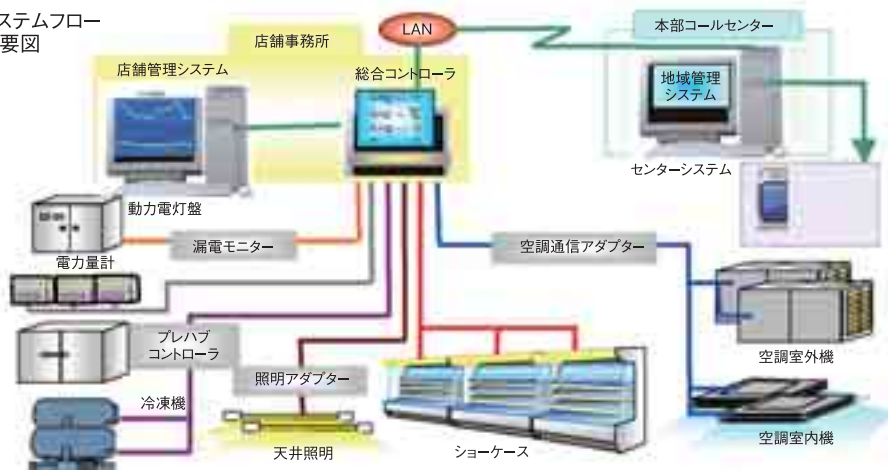 ステムフロー
要図
店舗事務所
LAN
本部コールセンター
店舗管理システム
総合コントローラ
地域管理
システム
センターシステム
動力電灯盤
漏電モニター
空調通信アダプター
電力量計
プレハブ
コントローラ
空調室外機
照明アダプター
冷凍機
天井照明
ショーケース
空調室内機